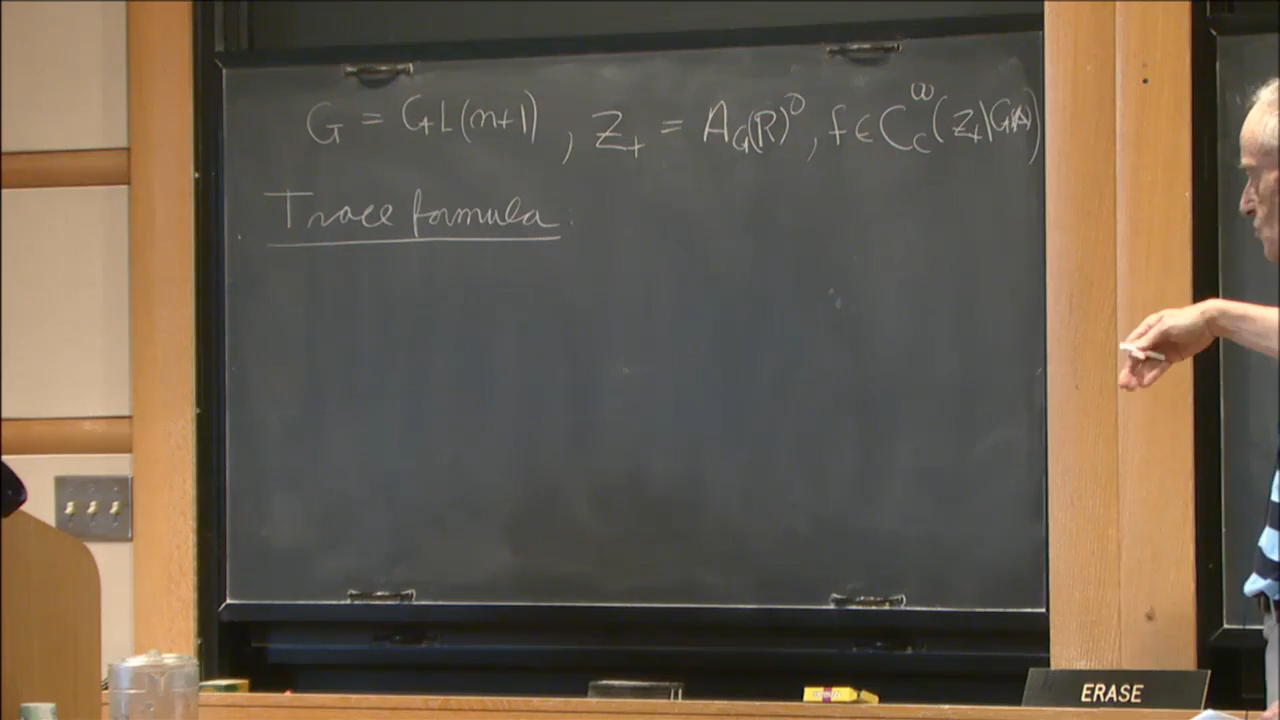 G = GL(n+1), Z₊ = A_G(R)⁰, f ∈ C_c^∞(Z₊\G(A))
Trace formula:
ERASE